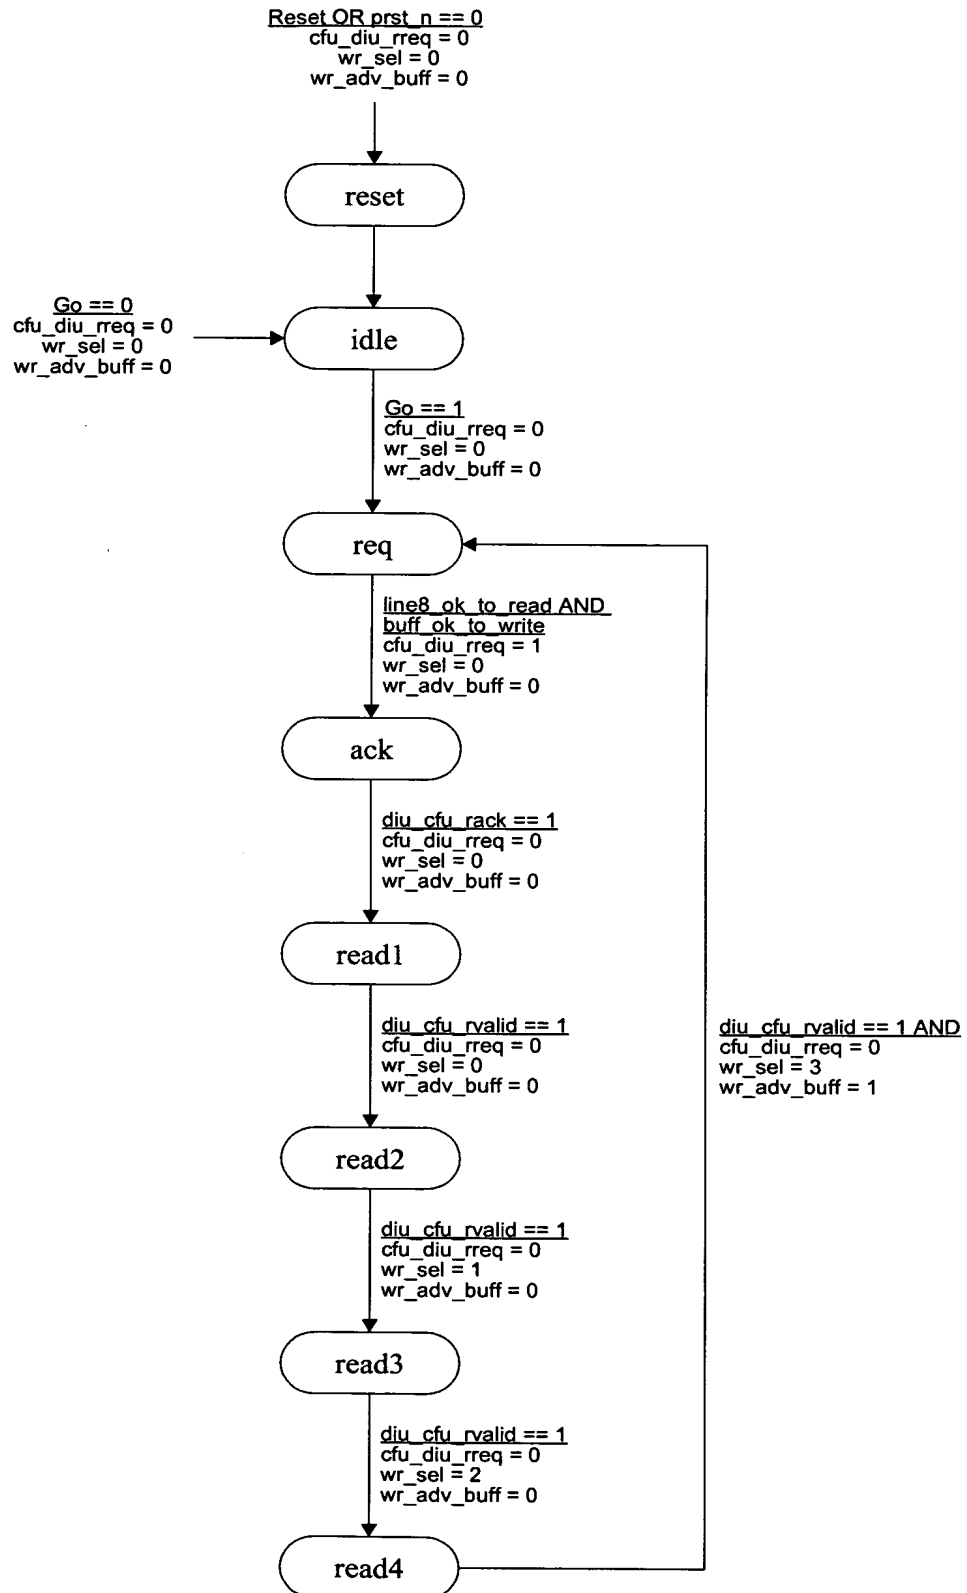 Reset OR prst_n == 0
cfu_diu_rreq = 0
wr_sel = 0
wr_adv_buff = 0
reset
Go == 0
cfu_diu_rreq = 0
wr_sel = 0
wr_adv_buff = 0
idle
Go == 1
cfu_diu_rreq = 0
wr_sel = 0
wr_adv_buff = 0
req
line8_ok_to_read AND
buff_ok_to_write
cfu_diu_rreq = 1
wr_sel = 0
wr_adv_buff = 0
ack
diu_cfu_rack == 1
cfu_diu_rreq = 0
wr_sel = 0
wr_adv_buff = 0
read1
diu_cfu_rvalid == 1
cfu_diu_rreq = 0
wr_sel = 0
wr_adv_buff = 0
diu_cfu_rvalid == 1 AND
cfu_diu_rreq = 0
wr_sel = 3
wr_adv_buff = 1
read2
diu_cfu_rvalid == 1
cfu_diu_rreq = 0
wr_sel = 1
wr_adv_buff = 0
read3
diu_cfu_rvalid == 1
cfu_diu_rreq = 0
wr_sel = 2
wr_adv_buff = 0
read4